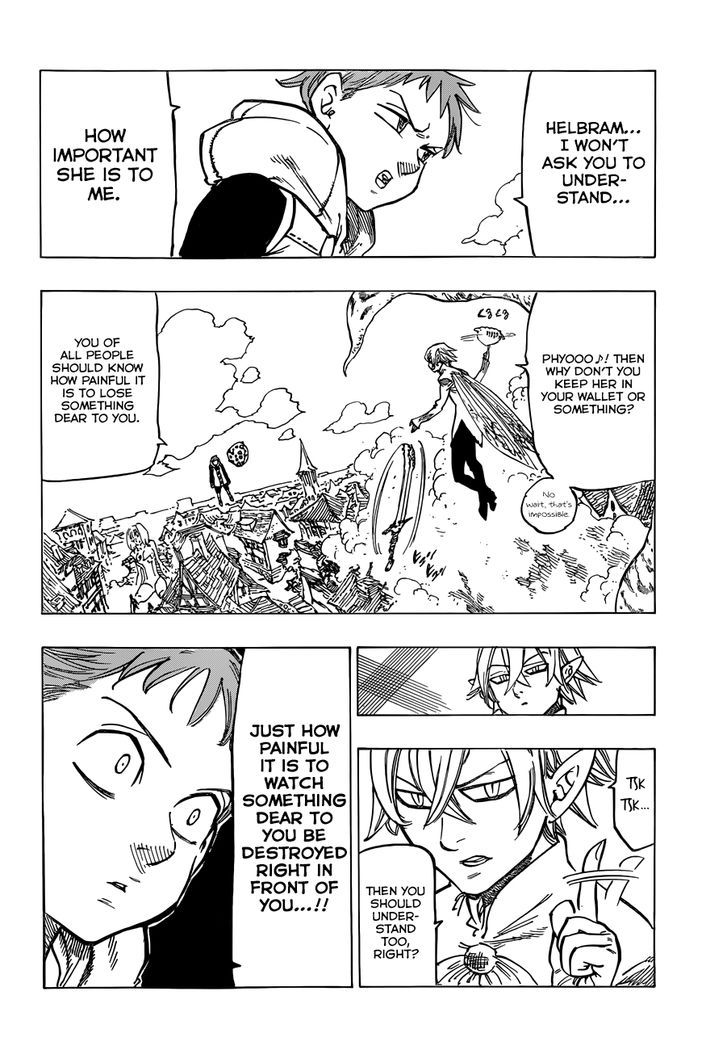 HELBRAM...
I WON'T
ASK YOU TO
UNDER-
STAND...
HOW
IMPORTANT
SHE IS TO
ME.
PHYOOO♪! THEN
WHY DON'T YOU
KEEP HER IN
YOUR WALLET OR
SOMETHING?
No
wait, that's
impossible.
YOU OF
ALL PEOPLE
SHOULD KNOW
HOW PAINFUL IT
IS TO LOSE
SOMETHING
DEAR TO YOU.
TSK
TSK...
THEN YOU
SHOULD
UNDER-
STAND
TOO,
RIGHT?
JUST HOW
PAINFUL
IT IS TO
WATCH
SOMETHING
DEAR TO
YOU BE
DESTROYED
RIGHT IN
FRONT OF
YOU...!!